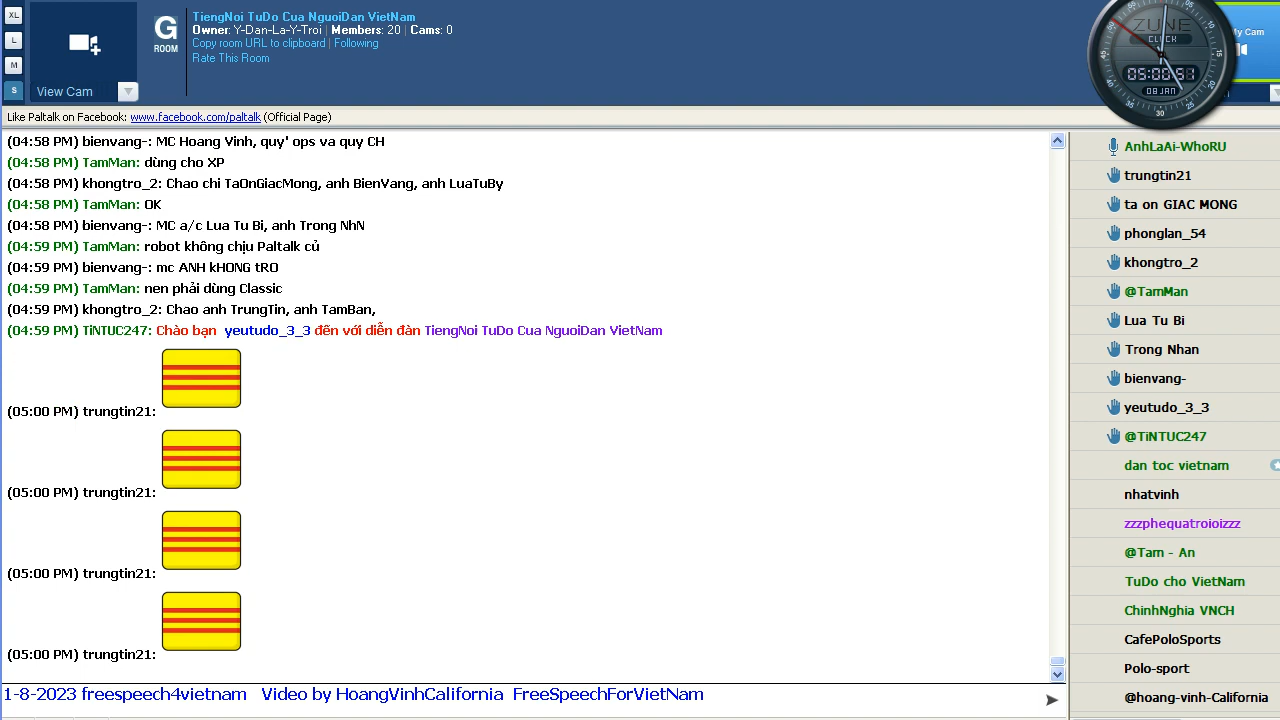 XL
L
M
S
View Cam
G
ROOM
TiengNoi TuDo Cua NguoiDan VietNam
Owner: Y-Dan-La-Y-Troi | Members: 20 | Cams: 0
Copy room URL to clipboard | Following
Rate This Room
ZUNE
CLOCK
05:00:51
08 JAN
My Cam
Like Paltalk on Facebook: www.facebook.com/paltalk (Official Page)
(04:58 PM) bienvang-: MC Hoang Vinh, quy' ops va quy CH
(04:58 PM) TamMan: dùng cho XP
(04:58 PM) khongtro_2: Chao chi TaOnGiacMong, anh BienVang, anh LuaTuBy
(04:58 PM) TamMan: OK
(04:58 PM) bienvang-: MC a/c Lua Tu Bi, anh Trong NhN
(04:59 PM) TamMan: robot không chịu Paltalk củ
(04:59 PM) bienvang-: mc ANH kHONG tRO
(04:59 PM) TamMan: nen phải dùng Classic
(04:59 PM) khongtro_2: Chao anh TrungTin, anh TamBan,
(04:59 PM) TiNTUC247: Chào bạn yeutudo_3_3 đến với diễn đàn TiengNoi TuDo Cua NguoiDan VietNam
(05:00 PM) trungtin21:
(05:00 PM) trungtin21:
(05:00 PM) trungtin21:
(05:00 PM) trungtin21:
1-8-2023 freespeech4vietnam Video by HoangVinhCalifornia FreeSpeechForVietNam
AnhLaAi-WhoRU
trungtin21
ta on GIAC MONG
phonglan_54
khongtro_2
@TamMan
Lua Tu Bi
Trong Nhan
bienvang-
yeutudo_3_3
@TiNTUC247
dan toc vietnam
nhatvinh
zzzphequatroioizzz
@Tam - An
TuDo cho VietNam
ChinhNghia VNCH
CafePoloSports
Polo-sport
@hoang-vinh-California